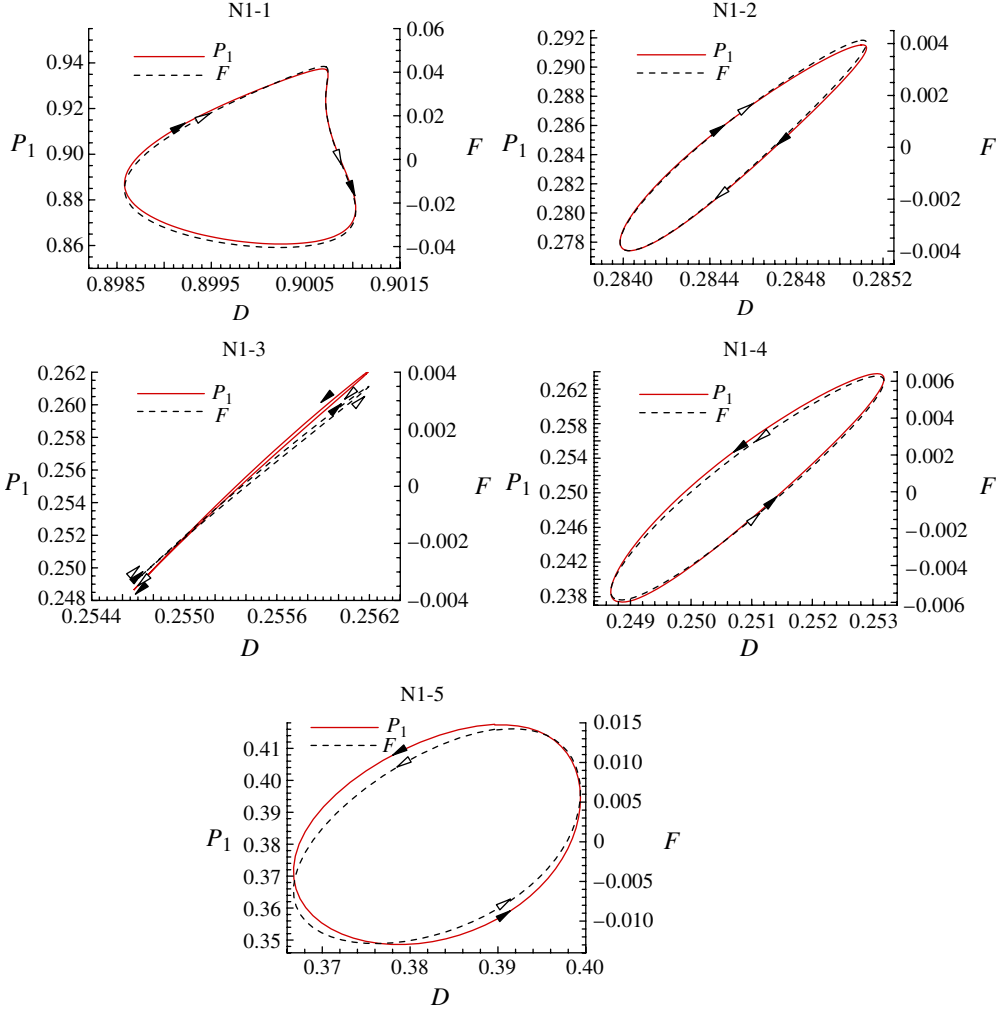 N1-1
P1
F
0.94
0.92
0.90
0.88
0.86
P1
0.06
0.04
0.02
0
−0.02
−0.04
F
0.8985 0.8995 0.9005 0.9015
D
N1-2
P1
F
0.292
0.290
0.288
0.286
0.284
0.282
0.280
0.278
P1
0.004
0.002
0
−0.002
−0.004
F
0.2840 0.2844 0.2848 0.2852
D
N1-3
P1
F
0.262
0.260
0.258
0.256
0.254
0.252
0.250
0.248
P1
0.004
0.002
0
−0.002
−0.004
F
0.2544 0.2550 0.2556 0.2562
D
N1-4
P1
F
0.262
0.258
0.256
0.250
0.246
0.242
0.238
P1
0.006
0.004
0.002
0
−0.002
−0.004
−0.006
F
0.249 0.250 0.251 0.252 0.253
D
N1-5
P1
F
0.41
0.40
0.39
0.38
0.37
0.36
0.35
P1
0.015
0.010
0.005
0
−0.005
−0.010
F
0.37 0.38 0.39 0.40
D